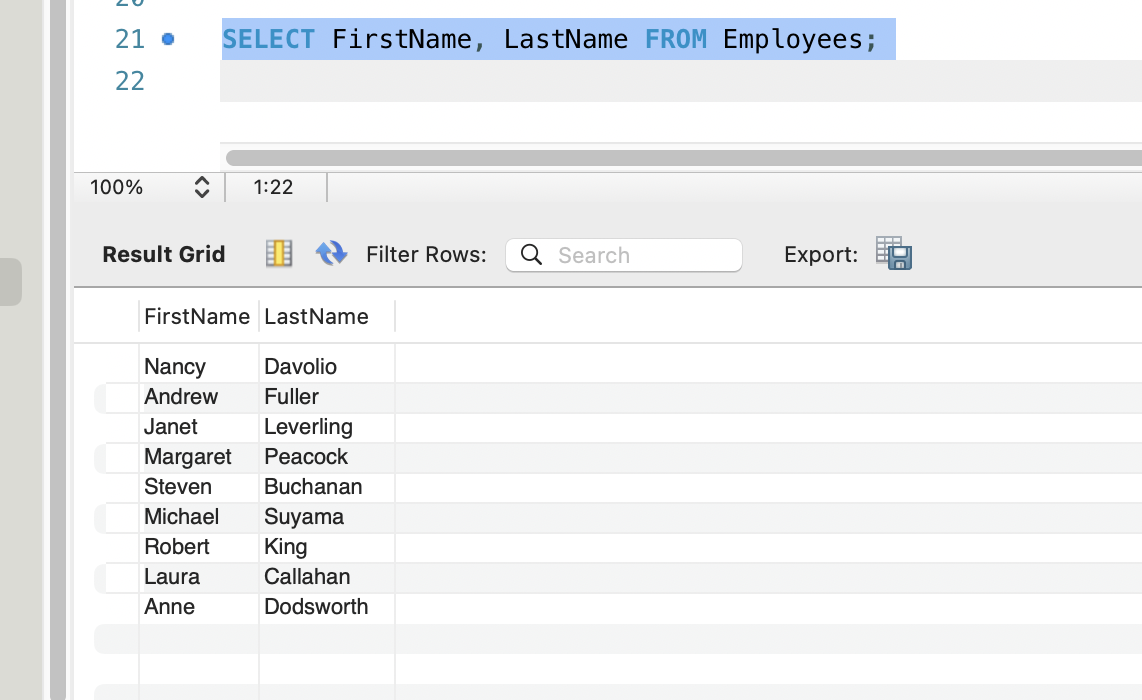 20
21 SELECT FirstName, LastName FROM Employees;
22
100% 1:22
Result Grid Filter Rows: Search Export:
FirstName LastName
Nancy Davolio
Andrew Fuller
Janet Leverling
Margaret Peacock
Steven Buchanan
Michael Suyama
Robert King
Laura Callahan
Anne Dodsworth